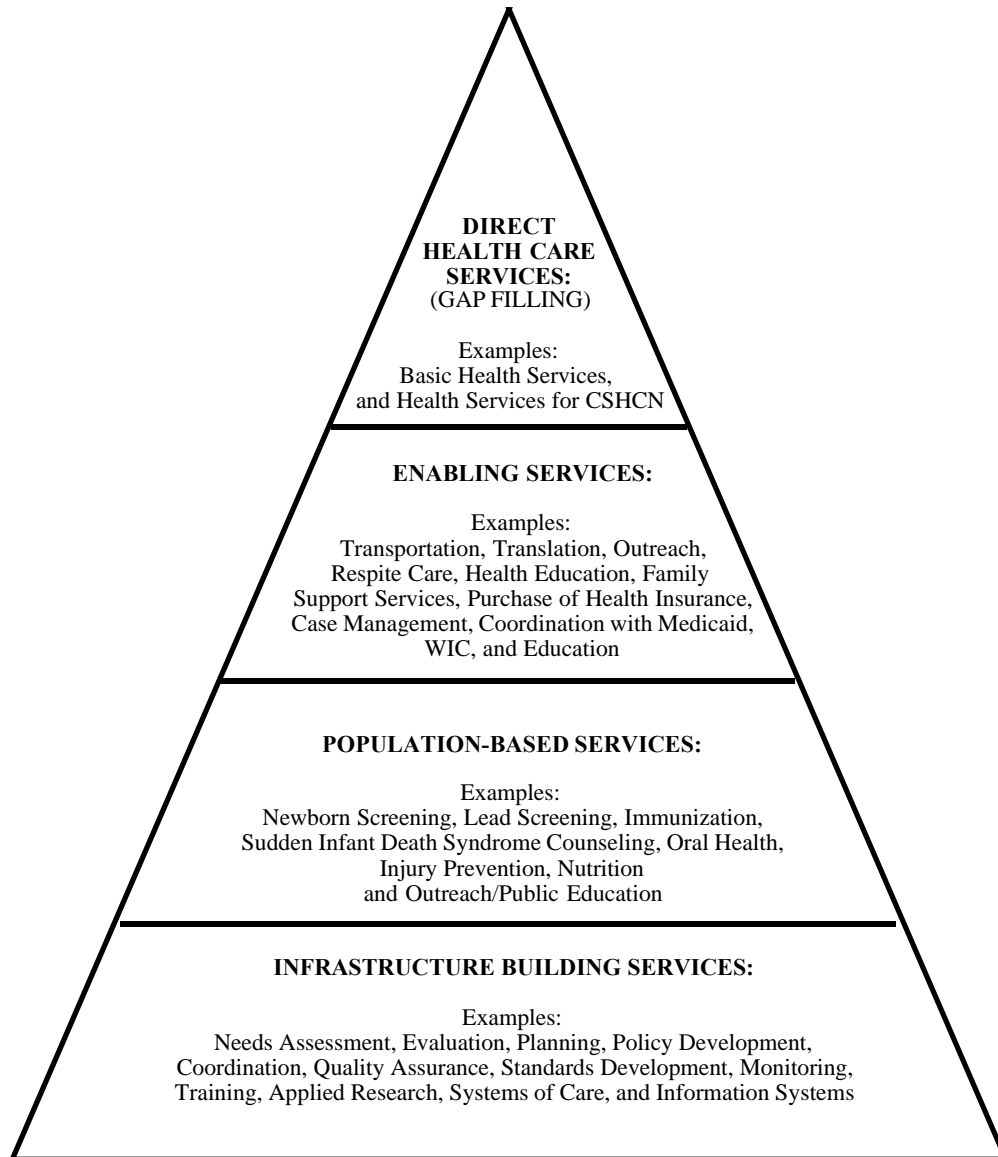 DIRECT
HEALTH CARE
SERVICES:
(GAP FILLING)
Examples:
Basic Health Services,
and Health Services for CSHCN
ENABLING SERVICES:
Examples:
Transportation, Translation, Outreach,
Respite Care, Health Education, Family
Support Services, Purchase of Health Insurance,
Case Management, Coordination with Medicaid,
WIC, and Education
POPULATION-BASED SERVICES:
Examples:
Newborn Screening, Lead Screening, Immunization,
Sudden Infant Death Syndrome Counseling, Oral Health,
Injury Prevention, Nutrition
and Outreach/Public Education
INFRASTRUCTURE BUILDING SERVICES:
Examples:
Needs Assessment, Evaluation, Planning, Policy Development,
Coordination, Quality Assurance, Standards Development, Monitoring,
Training, Applied Research, Systems of Care, and Information Systems